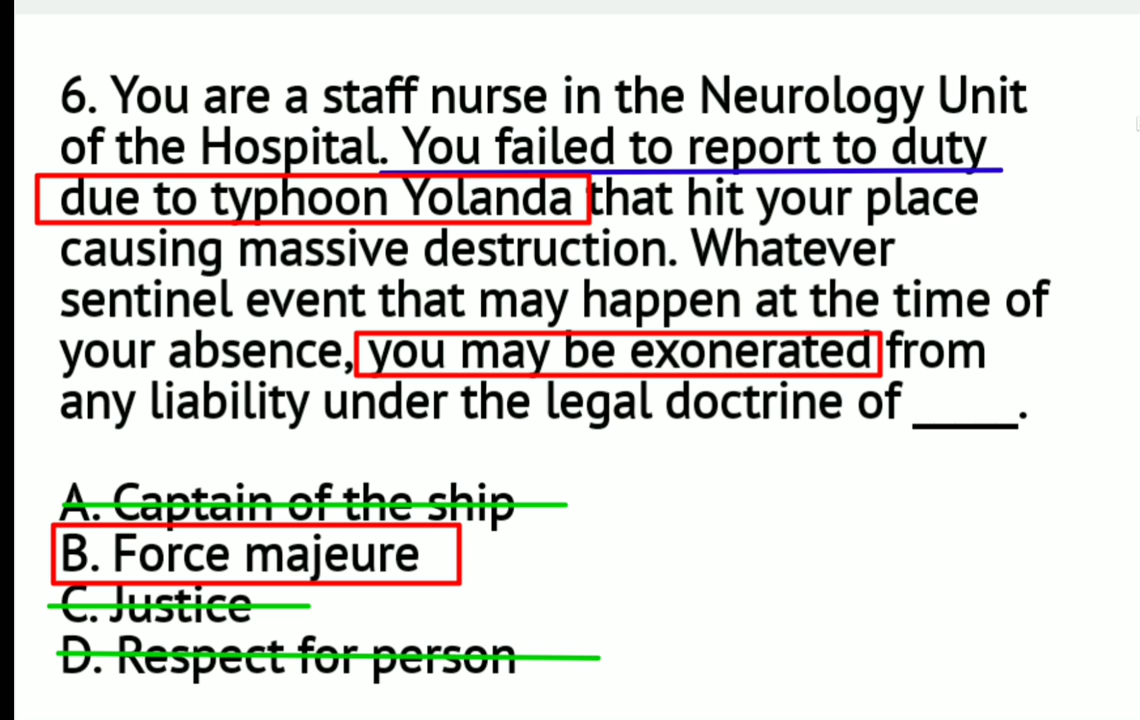 6. You are a staff nurse in the Neurology Unit
of the Hospital. You failed to report to duty
due to typhoon Yolanda that hit your place
causing massive destruction. Whatever
sentinel event that may happen at the time of
your absence, you may be exonerated from
any liability under the legal doctrine of _____.
A. Captain of the ship
B. Force majeure
C. Justice
D. Respect for person